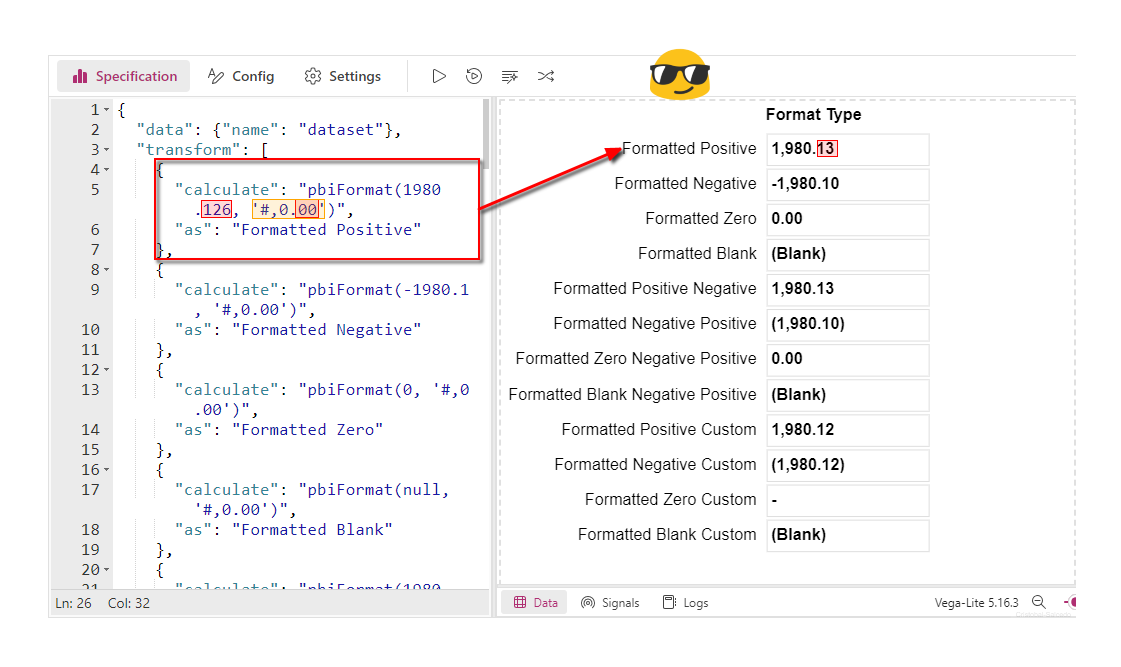 Specification Config Settings
1 {
2 "data": {"name": "dataset"},
3 "transform": [
4 {
5 "calculate": "pbiFormat(1980
.126, '#,0.00')",
6 "as": "Formatted Positive"
7 },
8 {
9 "calculate": "pbiFormat(-1980.1
, '#,0.00')",
10 "as": "Formatted Negative"
11 },
12 {
13 "calculate": "pbiFormat(0, '#,0
.00')",
14 "as": "Formatted Zero"
15 },
16 {
17 "calculate": "pbiFormat(null,
'#,0.00')",
18 "as": "Formatted Blank"
19 },
20 {
21 "calculate": "pbiFormat(1980
Ln: 26 Col: 32
Format Type
Formatted Positive 1,980.13
Formatted Negative -1,980.10
Formatted Zero 0.00
Formatted Blank (Blank)
Formatted Positive Negative 1,980.13
Formatted Negative Positive (1,980.10)
Formatted Zero Negative Positive 0.00
Formatted Blank Negative Positive (Blank)
Formatted Positive Custom 1,980.12
Formatted Negative Custom (1,980.12)
Formatted Zero Custom -
Formatted Blank Custom (Blank)
Data Signals Logs Vega-Lite 5.16.3